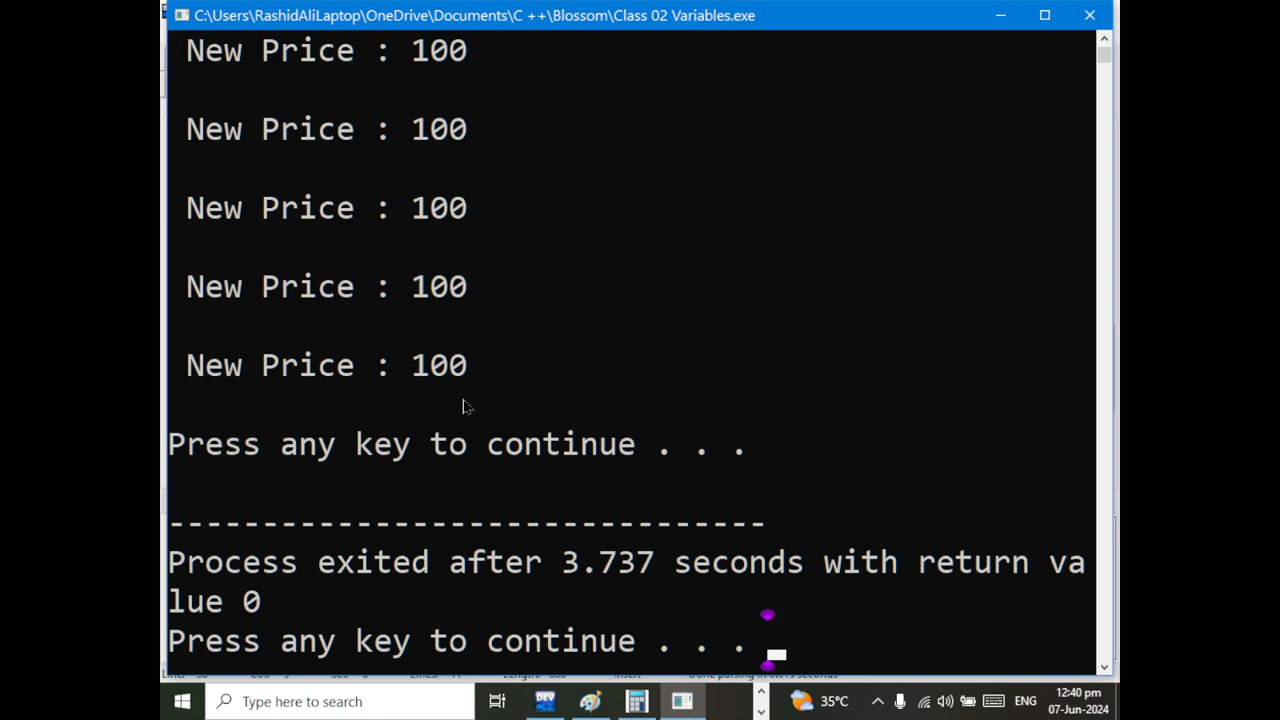 C:\Users\RashidAliLaptop\OneDrive\Documents\C ++\Blossom\Class 02 Variables.exe
New Price : 100
New Price : 100
New Price : 100
New Price : 100
New Price : 100
Press any key to continue . . .
--------------------------------
Process exited after 3.737 seconds with return va
lue 0
Press any key to continue . . .
Type here to search
DEV
35°C
ENG
12:40 pm
07-Jun-2024